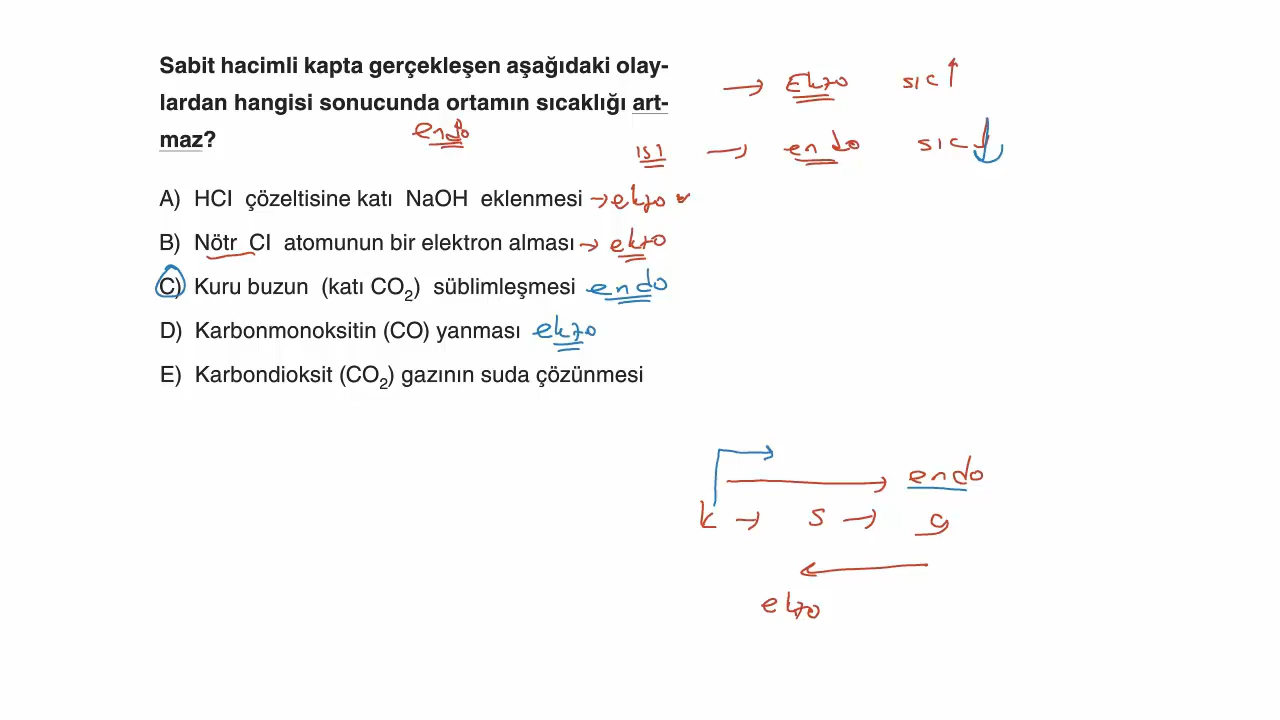 Sabit hacimli kapta gerçekleşen aşağıdaki olay-
lardan hangisi sonucunda ortamın sıcaklığı art-
maz?
endo
→ Ekzo sıc ↑
ısı → endo sıc ↓
A) HCl çözeltisine katı NaOH eklenmesi → ekzo
B) Nötr Cl atomunun bir elektron alması → ekzo
C) Kuru buzun (katı CO₂) süblimleşmesi endo
D) Karbonmonoksitin (CO) yanması ekzo
E) Karbondioksit (CO₂) gazının suda çözünmesi
endo
k → s → g
ekzo